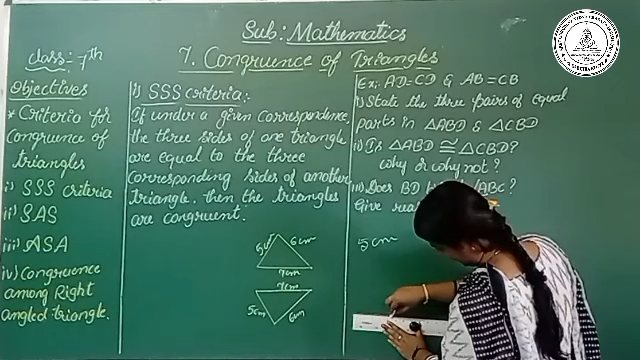 Sub: Mathematics
7. Congruence of Triangles
Class: 7th
Objectives
* Criteria for
Congruence of
triangles
i) SSS criteria
ii) SAS
iii) ASA
iv) Congruence
among Right
angled triangle.
i) SSS criteria:
If under a given correspondence,
the three sides of one triangle
are equal to the three
corresponding sides of another
triangle, then the triangles
are congruent.
5cm 6cm
7cm
7cm
5cm 6cm
Ex: AD=CD & AB=CB
i) State the three pairs of equal
parts in △ABD & △CBD
ii) Is △ABD ≅ △CBD?
why or why not?
iii) Does BD ∠ABC?
Give
5cm